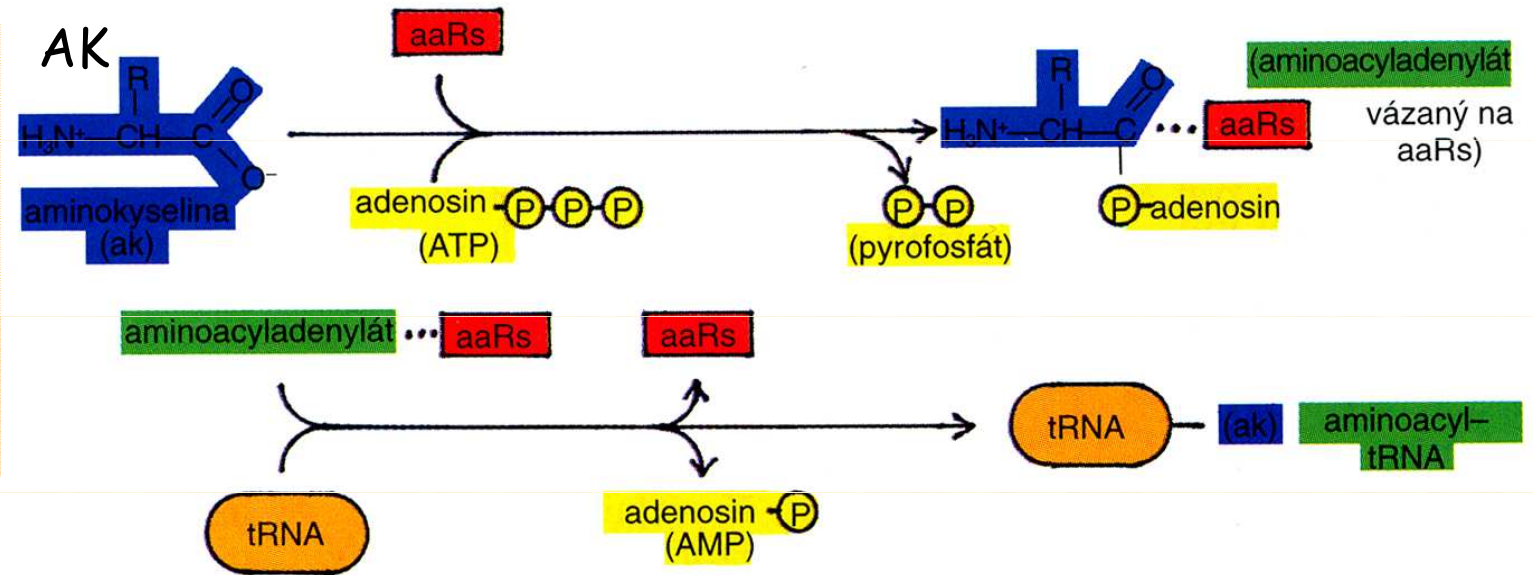 AK
aaRs
R
O
H₃N⁺—CH—C
O⁻
aminokyselina
(ak)
adenosin -P-P-P
(ATP)
P-P
(pyrofosfát)
R
O
H₃N⁺—CH—C ... aaRs
P-adenosin
(aminoacyladenylát
vázaný na
aaRs)
aminoacyladenylát ... aaRs
aaRs
tRNA
adenosin -P
(AMP)
tRNA — (ak)
aminoacyl–
tRNA